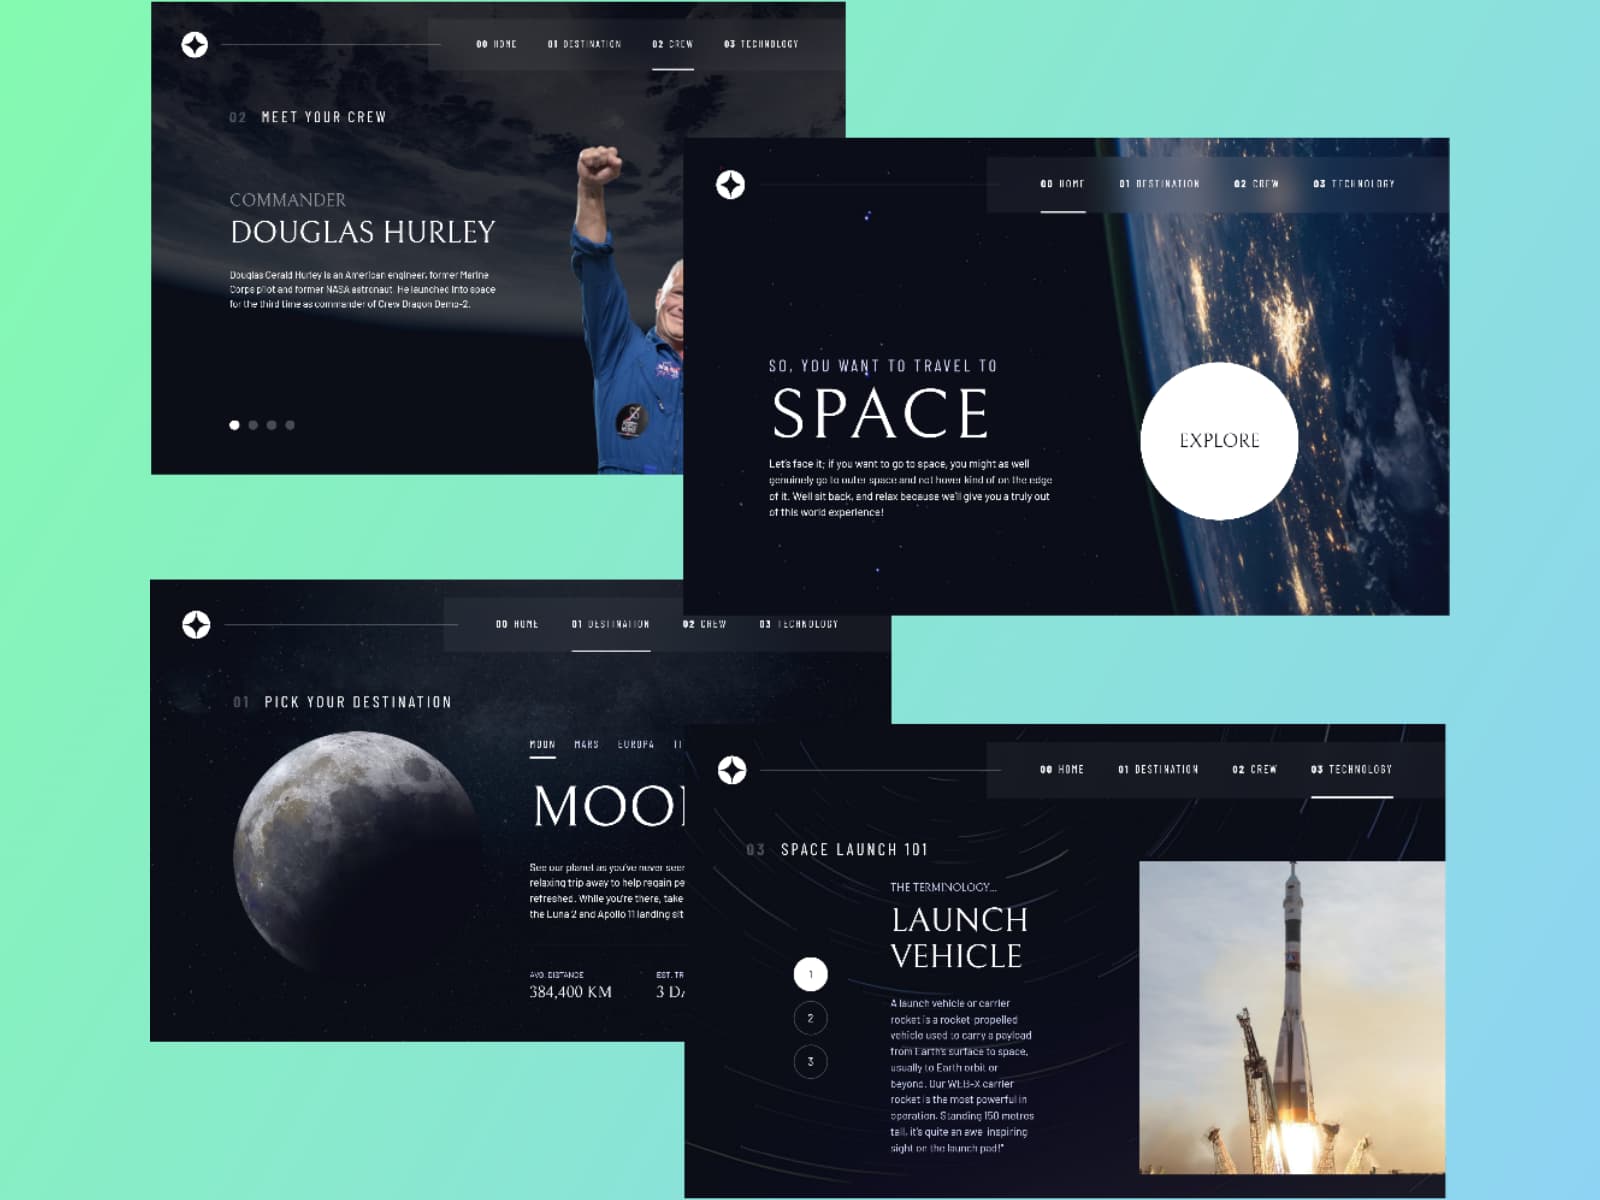 00 HOME 01 DESTINATION 02 CREW 03 TECHNOLOGY
02 MEET YOUR CREW
COMMANDER
DOUGLAS HURLEY
Douglas Gerald Hurley is an American engineer, former Marine
Corps pilot and former NASA astronaut. He launched into space
for the third time as commander of Crew Dragon Demo-2.
NASA
00 HOME 01 DESTINATION 02 CREW 03 TECHNOLOGY
SO, YOU WANT TO TRAVEL TO
SPACE
Let's face it; if you want to go to space, you might as well
genuinely go to outer space and not hover kind of on the edge
of it. Well sit back, and relax because we'll give you a truly out
of this world experience!
EXPLORE
00 HOME 01 DESTINATION 02 CREW 03 TECHNOLOGY
01 PICK YOUR DESTINATION
MOON MARS EUROPA TI
MOON
See our planet as you've never seen
relaxing trip away to help regain pe
refreshed. While you're there, take
the Luna 2 and Apollo 11 landing sit
AVG. DISTANCE
384,400 KM
EST. TR
3 DA
00 HOME 01 DESTINATION 02 CREW 03 TECHNOLOGY
03 SPACE LAUNCH 101
THE TERMINOLOGY...
LAUNCH
VEHICLE
1
2
3
A launch vehicle or carrier
rocket is a rocket-propelled
vehicle used to carry a payload
from Earth's surface to space,
usually to Earth orbit or
beyond. Our WEB-X carrier
rocket is the most powerful in
operation. Standing 150 metres
tall, it's quite an awe-inspiring
sight on the launch pad!"